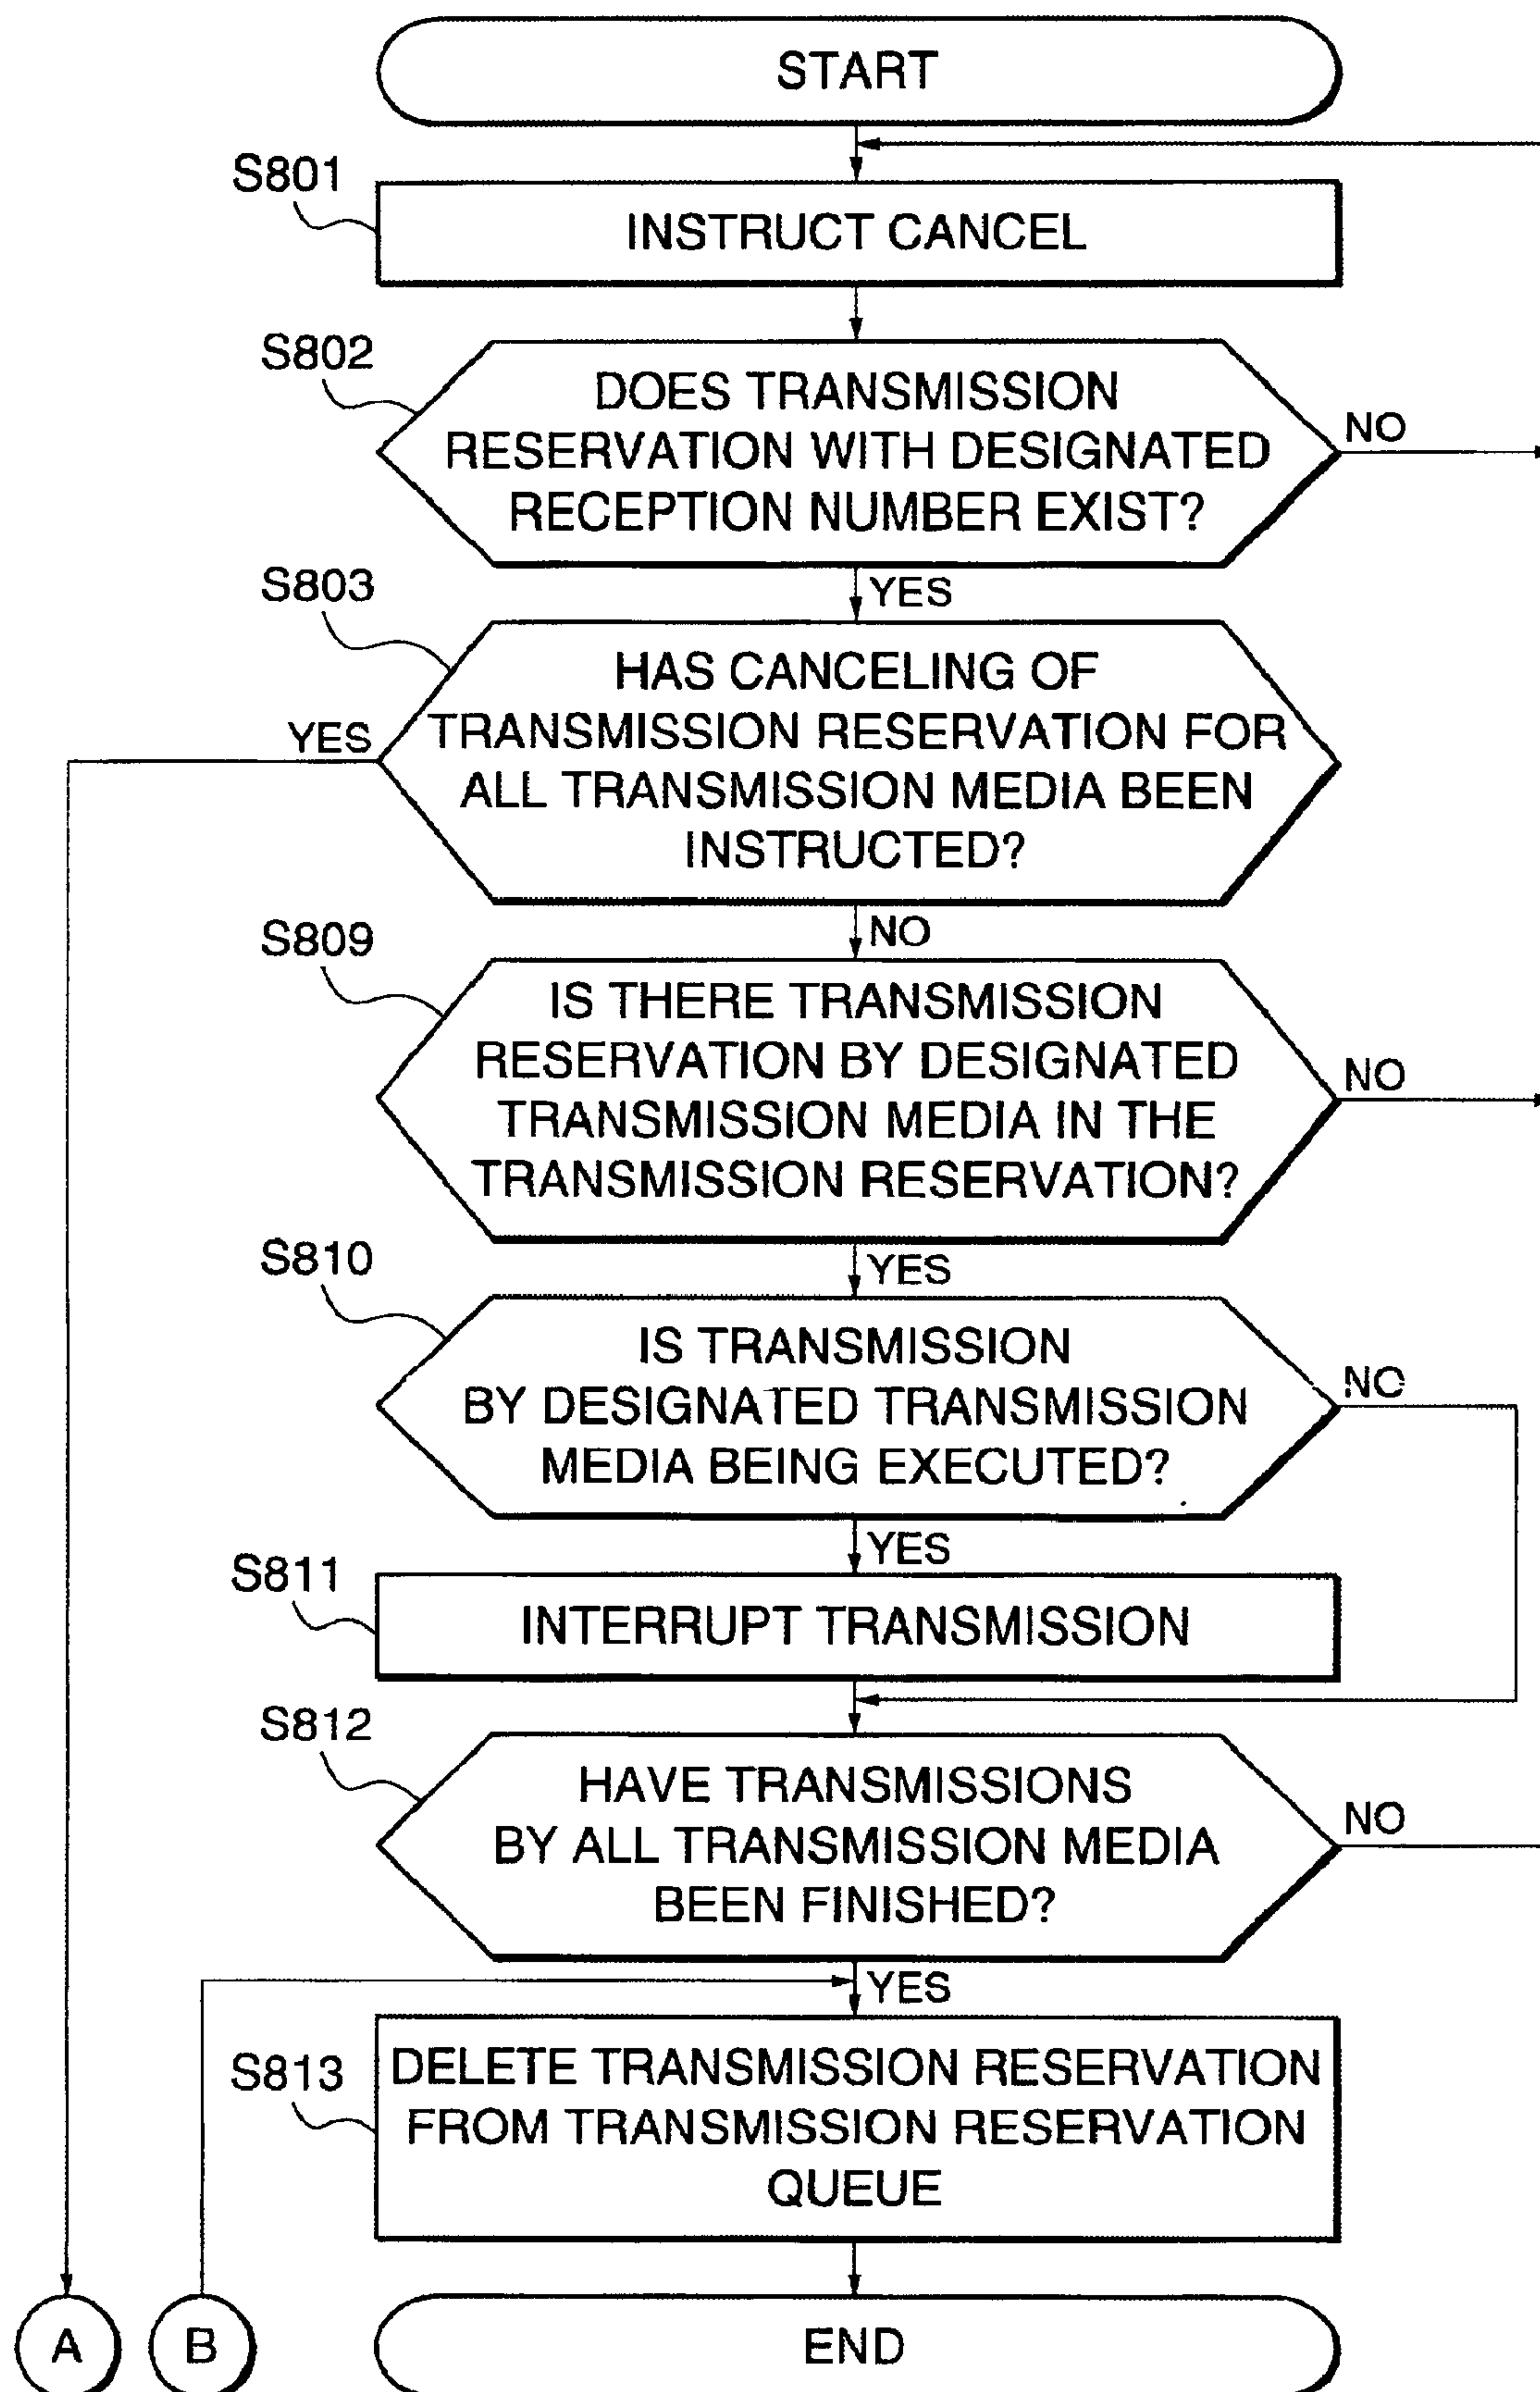 START
S801
INSTRUCT CANCEL
S802
DOES TRANSMISSION
RESERVATION WITH DESIGNATED
RECEPTION NUMBER EXIST?
NO
YES
S803
HAS CANCELING OF
TRANSMISSION RESERVATION FOR
ALL TRANSMISSION MEDIA BEEN
INSTRUCTED?
YES
NO
S809
IS THERE TRANSMISSION
RESERVATION BY DESIGNATED
TRANSMISSION MEDIA IN THE
TRANSMISSION RESERVATION?
NO
YES
S810
IS TRANSMISSION
BY DESIGNATED TRANSMISSION
MEDIA BEING EXECUTED?
NO
YES
S811
INTERRUPT TRANSMISSION
S812
HAVE TRANSMISSIONS
BY ALL TRANSMISSION MEDIA
BEEN FINISHED?
NO
YES
S813
DELETE TRANSMISSION RESERVATION
FROM TRANSMISSION RESERVATION
QUEUE
A
B
END